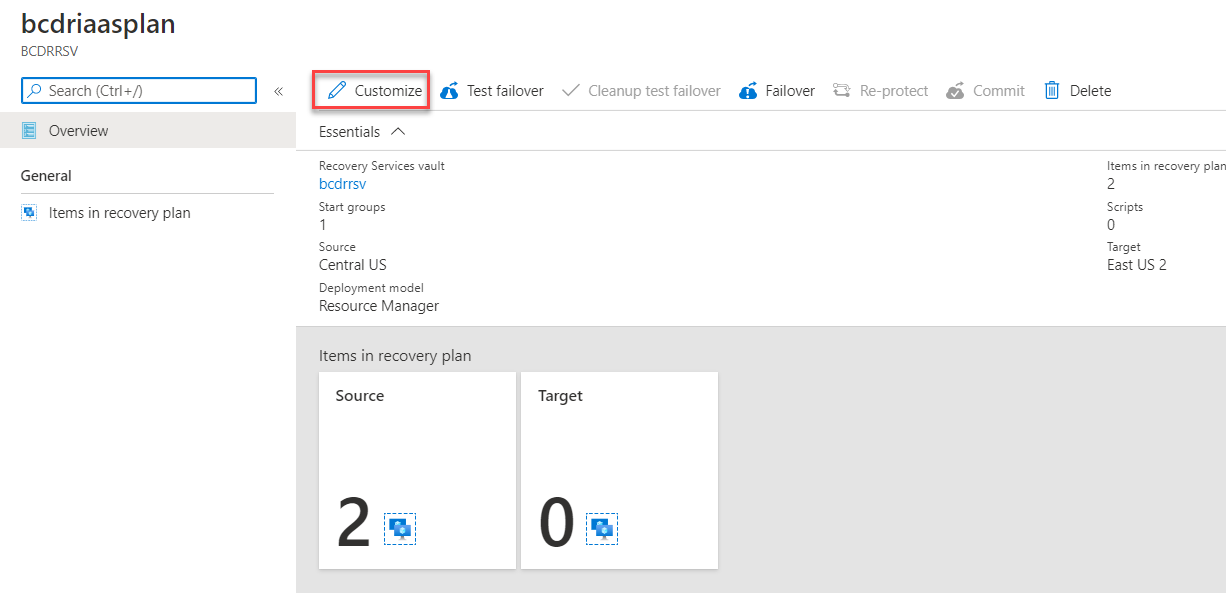 bcdriaasplan
BCDRRSV
Search (Ctrl+/)
«
Customize
Test failover
Cleanup test failover
Failover
Re-protect
Commit
Delete
Overview
General
Items in recovery plan
Essentials
Recovery Services vault
bcdrrsv
Start groups
1
Source
Central US
Deployment model
Resource Manager
Items in recovery plan
2
Scripts
0
Target
East US 2
Items in recovery plan
Source
2
Target
0